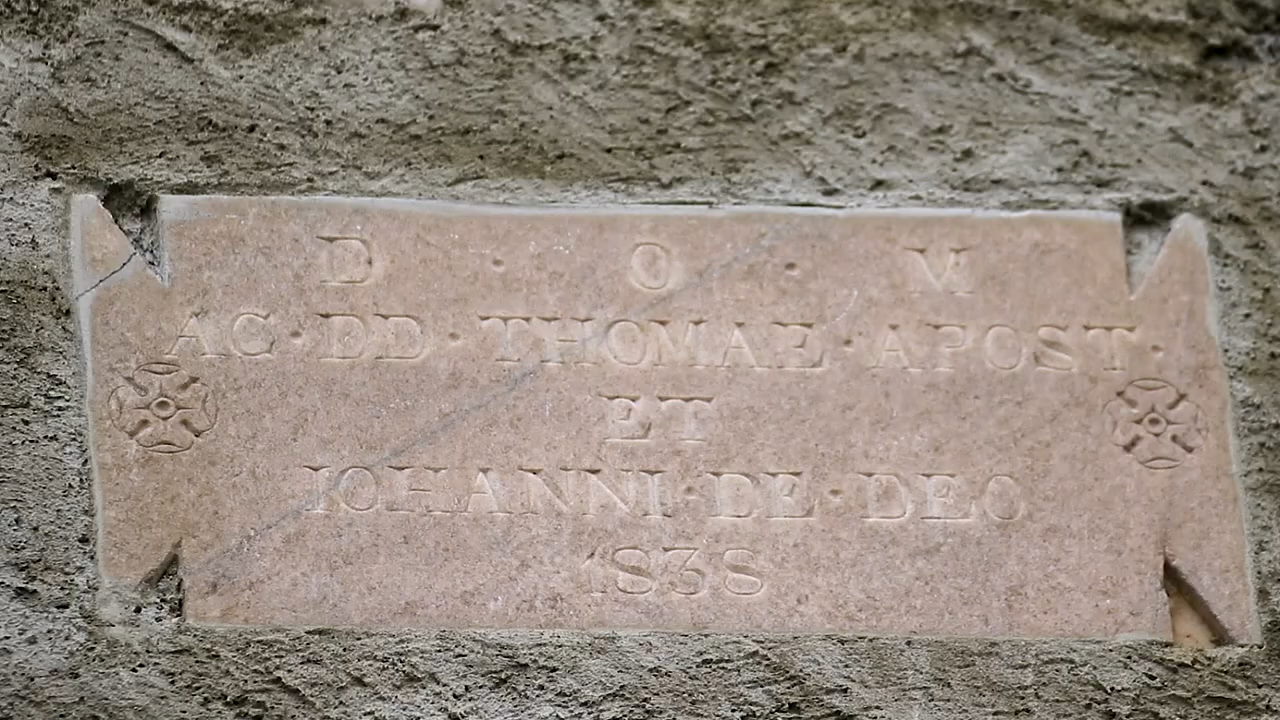 D · O · M
AC · DD · THOMAE · APOST ·
ET
IOHANNI · DE · DEO
1838